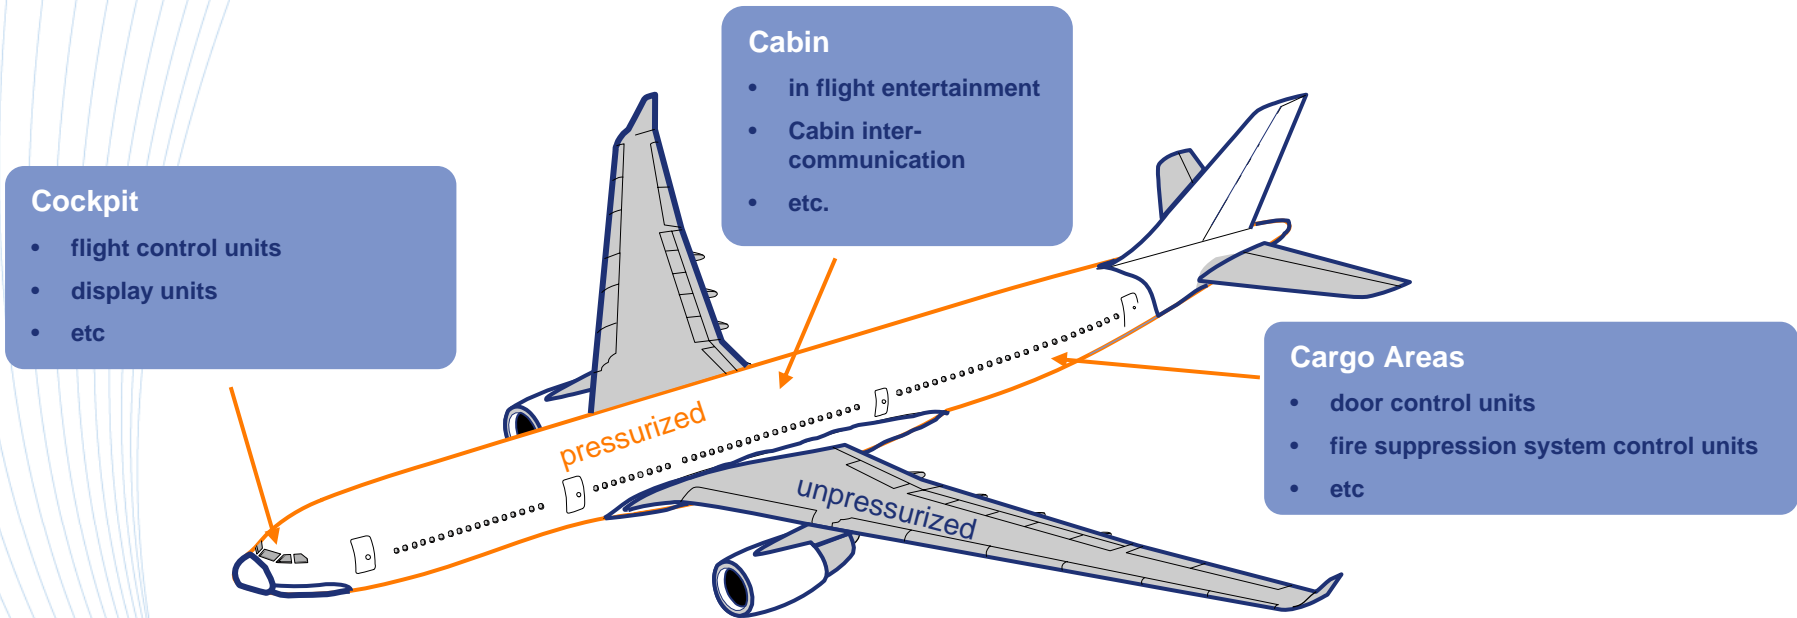 Cabin
• in flight entertainment
• Cabin inter-
communication
• etc.
Cockpit
• flight control units
• display units
• etc
Cargo Areas
• door control units
• fire suppression system control units
• etc
pressurized
unpressurized